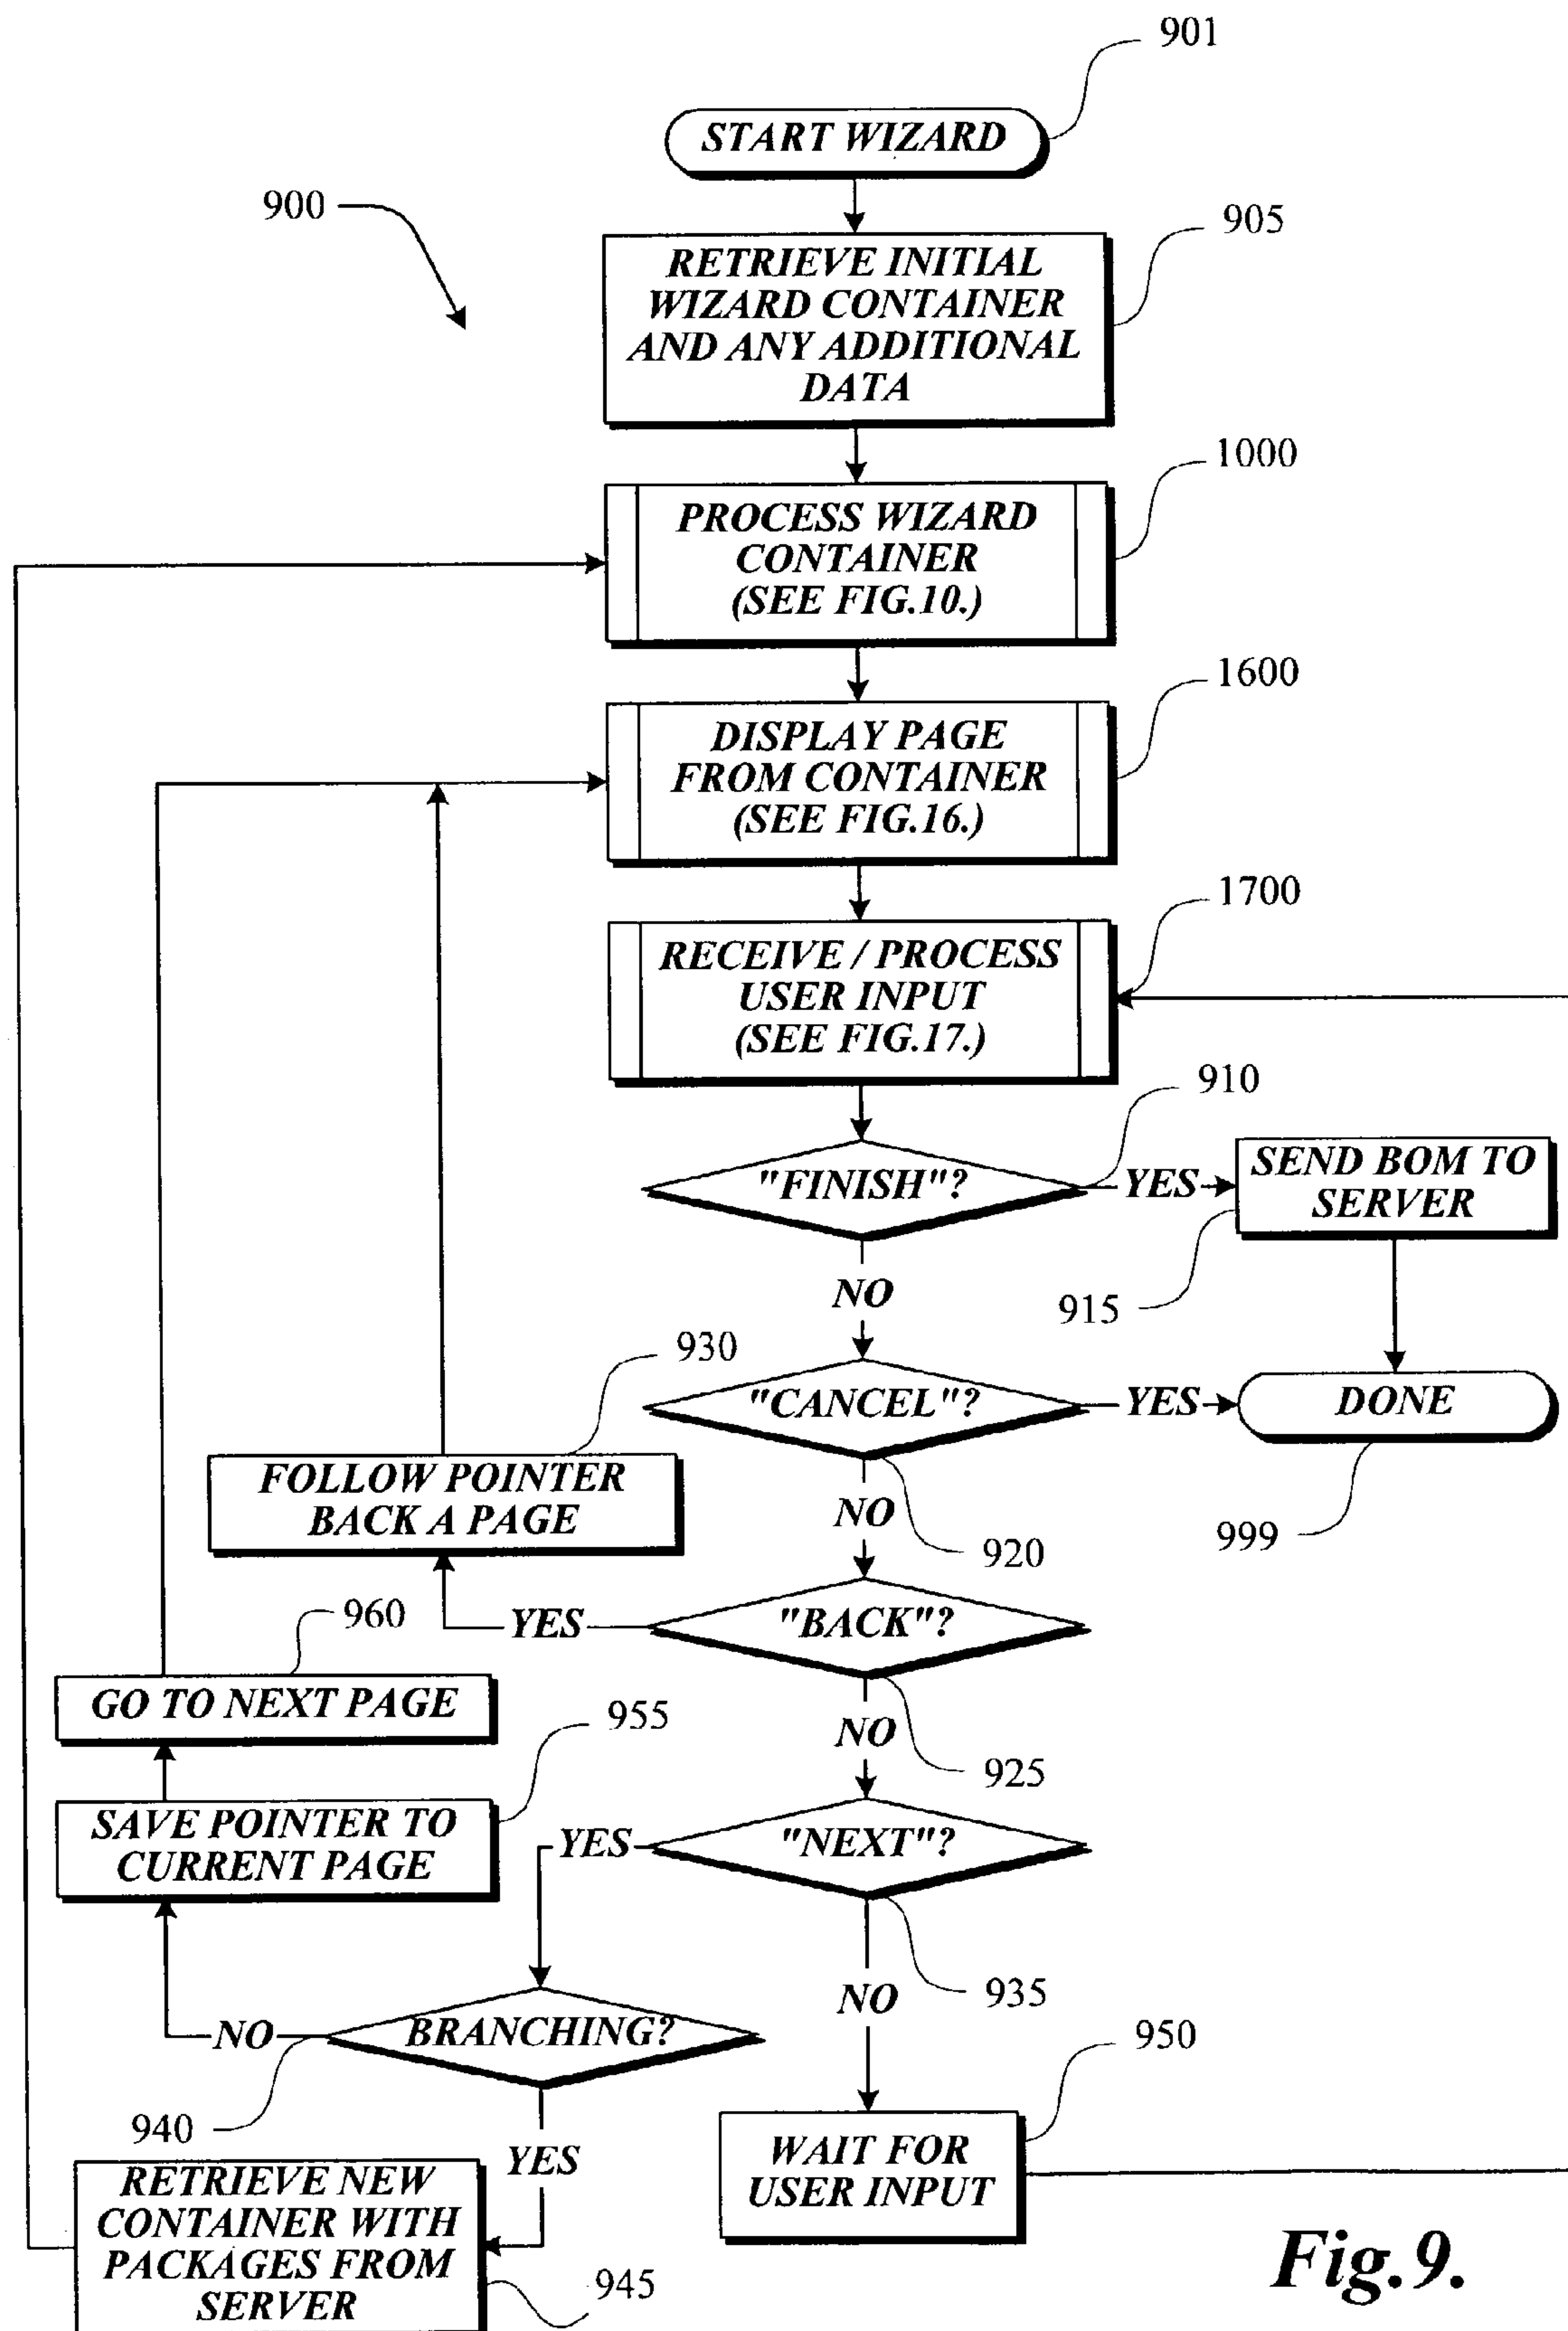 901
START WIZARD
900
905
RETRIEVE INITIAL
WIZARD CONTAINER
AND ANY ADDITIONAL
DATA
1000
PROCESS WIZARD
CONTAINER
(SEE FIG.10.)
1600
DISPLAY PAGE
FROM CONTAINER
(SEE FIG.16.)
1700
RECEIVE / PROCESS
USER INPUT
(SEE FIG.17.)
910
"FINISH"?
YES
SEND BOM TO
SERVER
915
NO
930
"CANCEL"?
YES
DONE
999
FOLLOW POINTER
BACK A PAGE
NO
920
"BACK"?
YES
960
GO TO NEXT PAGE
NO
925
955
SAVE POINTER TO
CURRENT PAGE
"NEXT"?
YES
NO
935
BRANCHING?
NO
940
YES
950
WAIT FOR
USER INPUT
RETRIEVE NEW
CONTAINER WITH
PACKAGES FROM
SERVER
945
Fig.9.